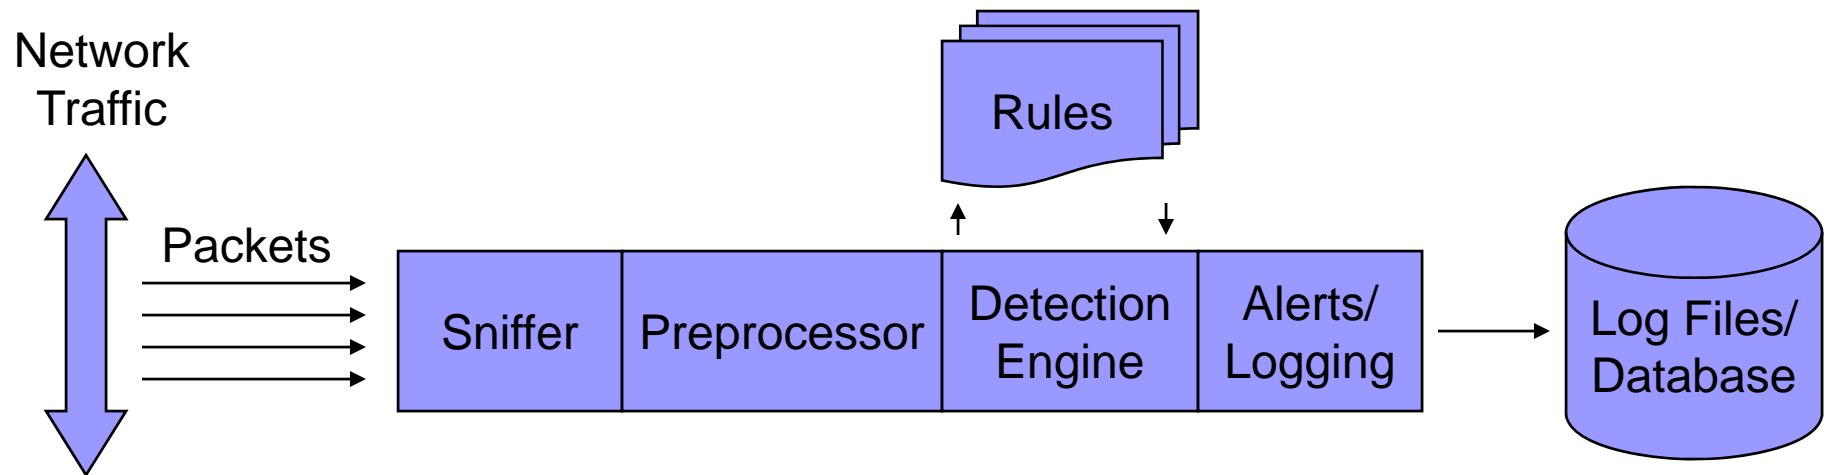 Network
Traffic
Rules
Packets
Sniffer
Preprocessor
Detection
Engine
Alerts/
Logging
Log Files/
Database